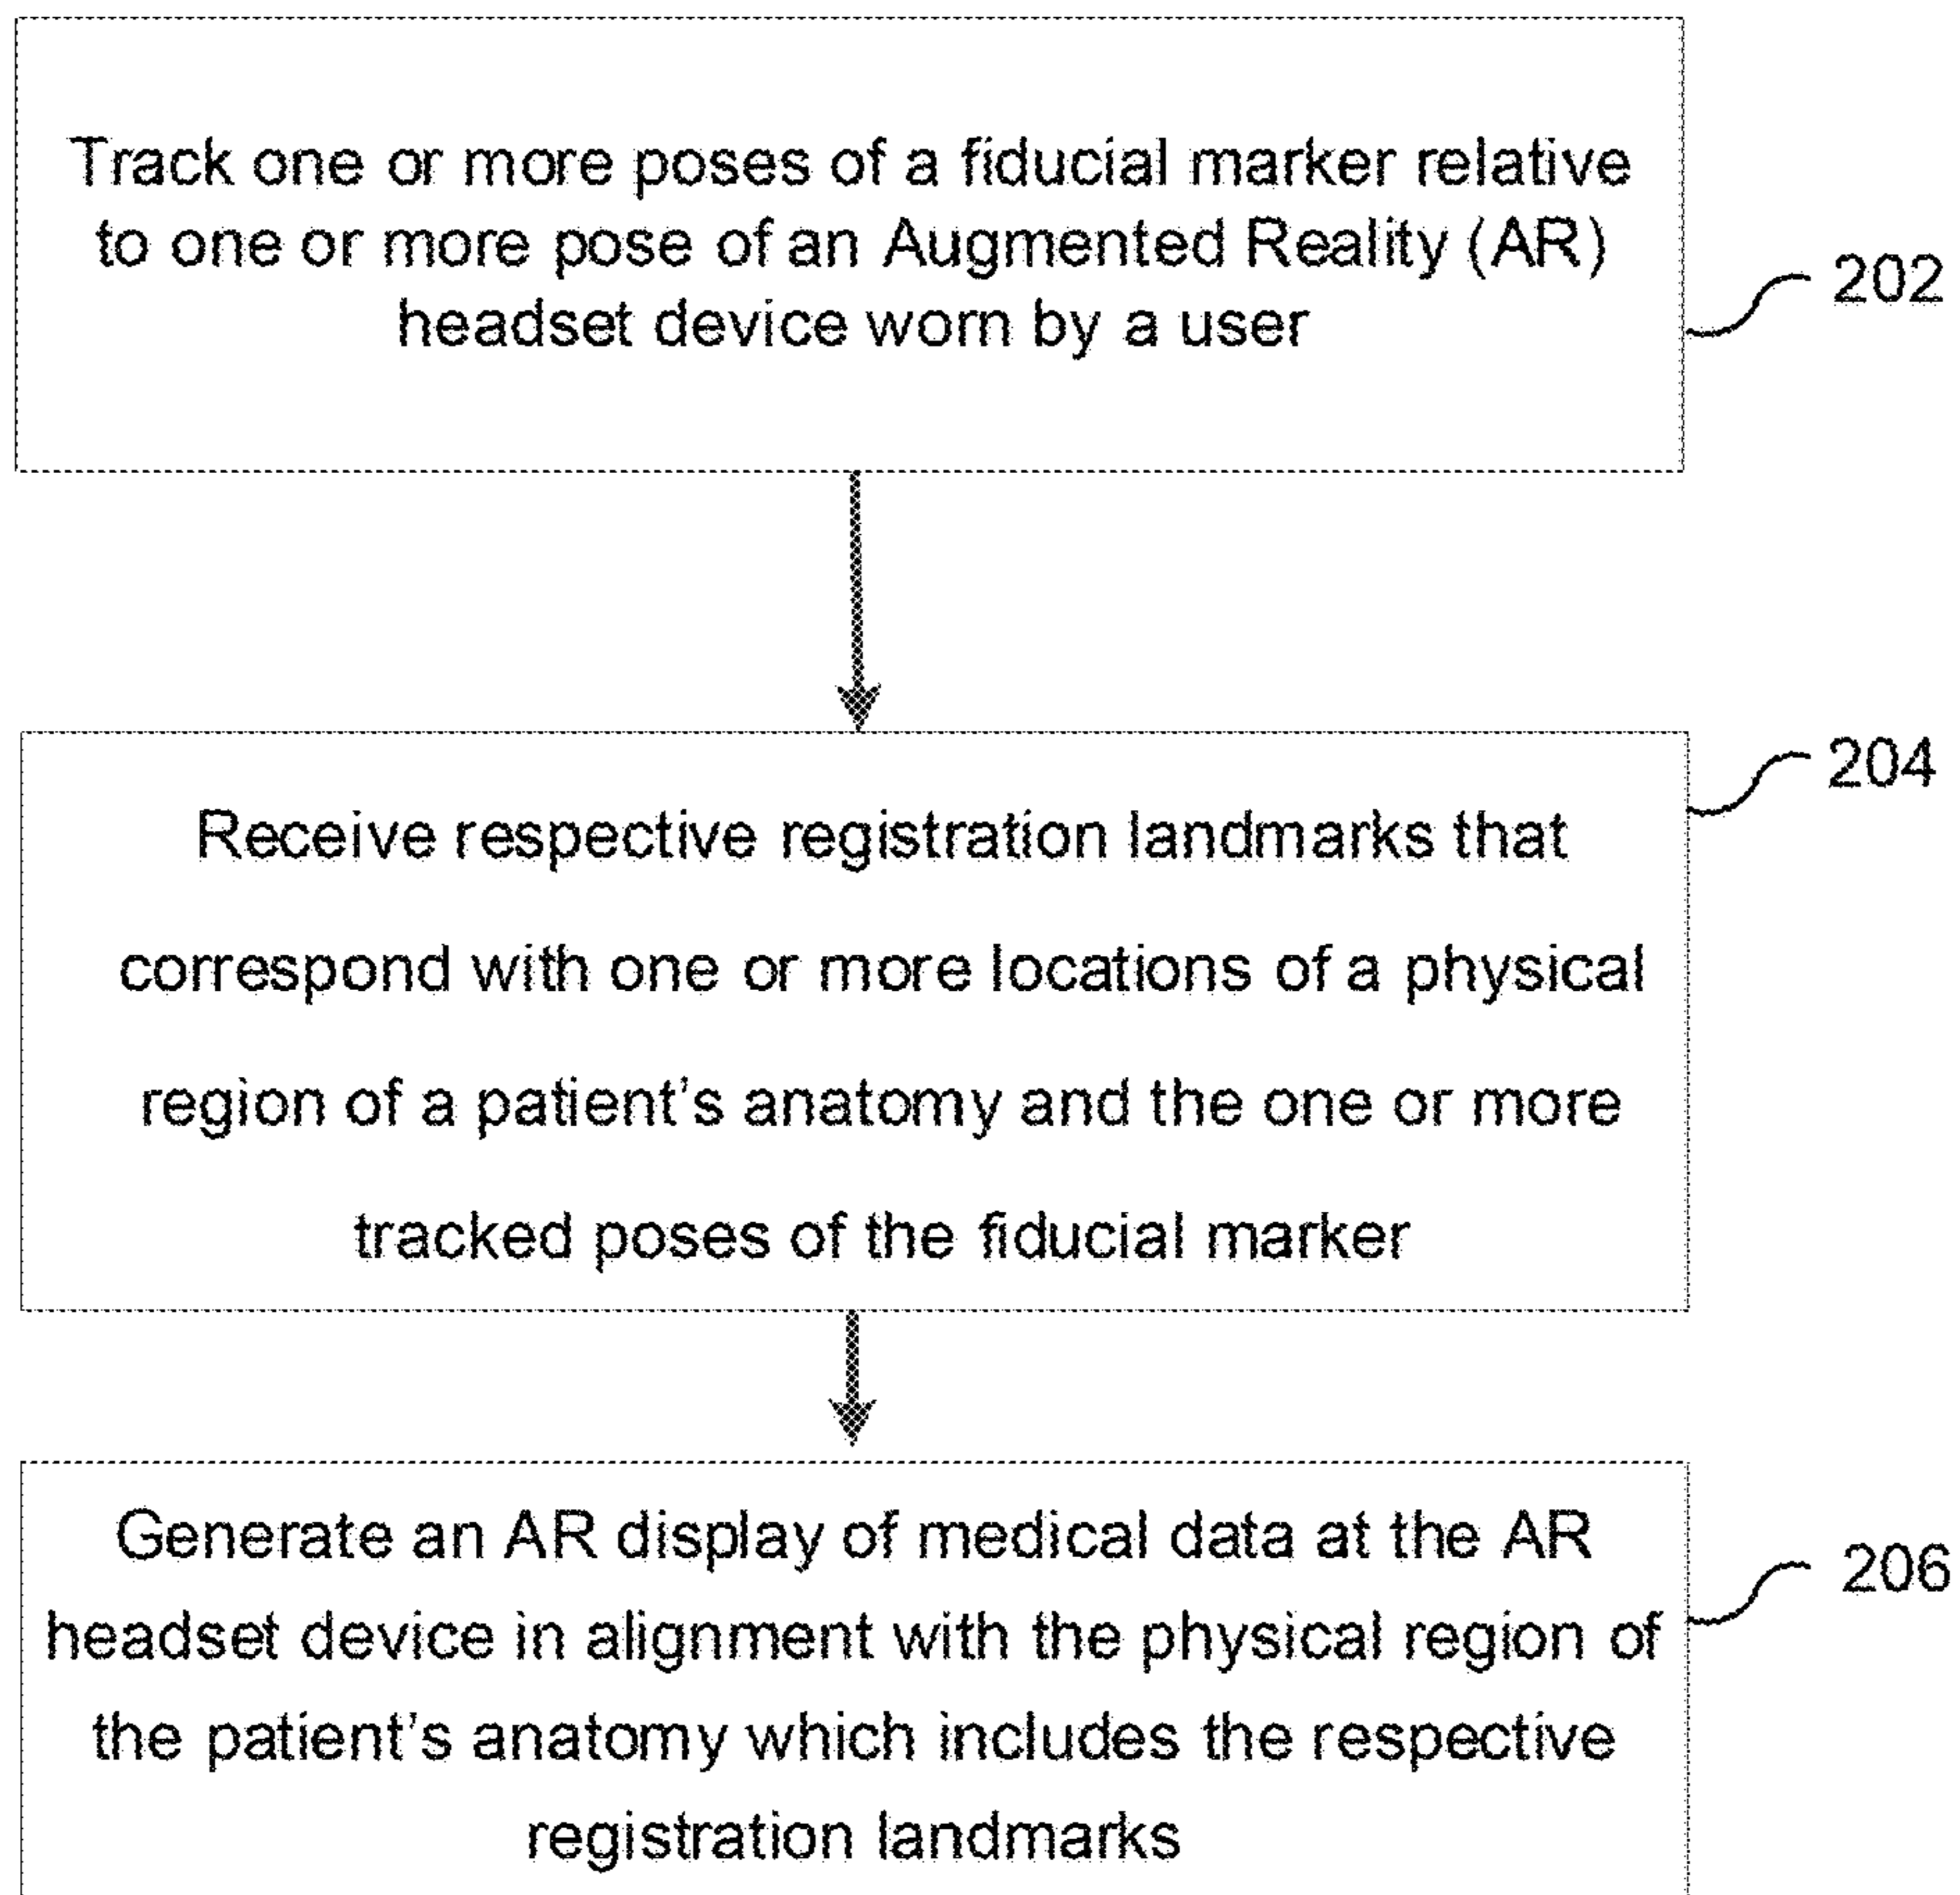 Track one or more poses of a fiducial marker relative
to one or more pose of an Augmented Reality (AR)
headset device worn by a user
202
204
Receive respective registration landmarks that
correspond with one or more locations of a physical
region of a patient's anatomy and the one or more
tracked poses of the fiducial marker
Generate an AR display of medical data at the AR
headset device in alignment with the physical region of
the patient's anatomy which includes the respective
registration landmarks
206